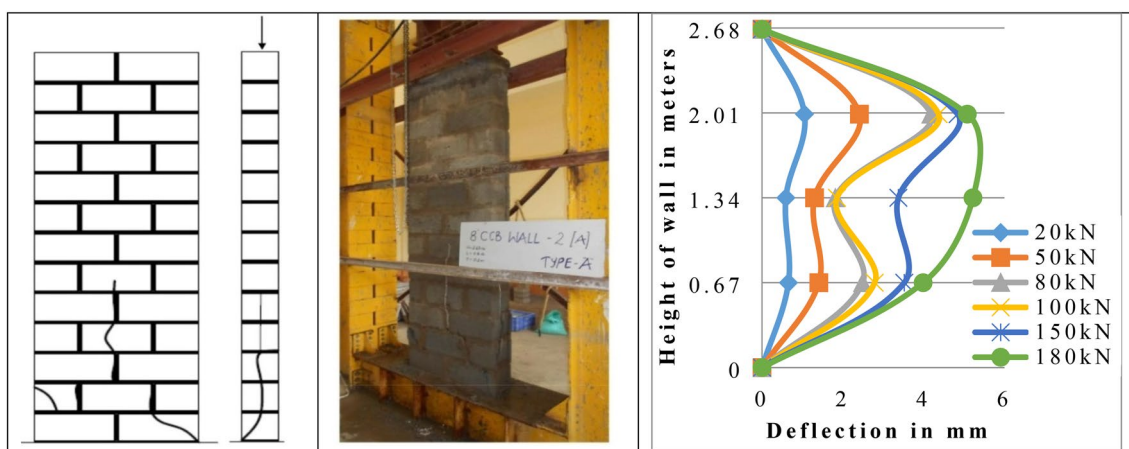 8"CCB WALL - 2 (A)
TYPE-A
Height of wall in meters
2.68
2.01
1.34
0.67
0
0 2 4 6
Deflection in mm
20kN
50kN
80kN
100kN
150kN
180kN